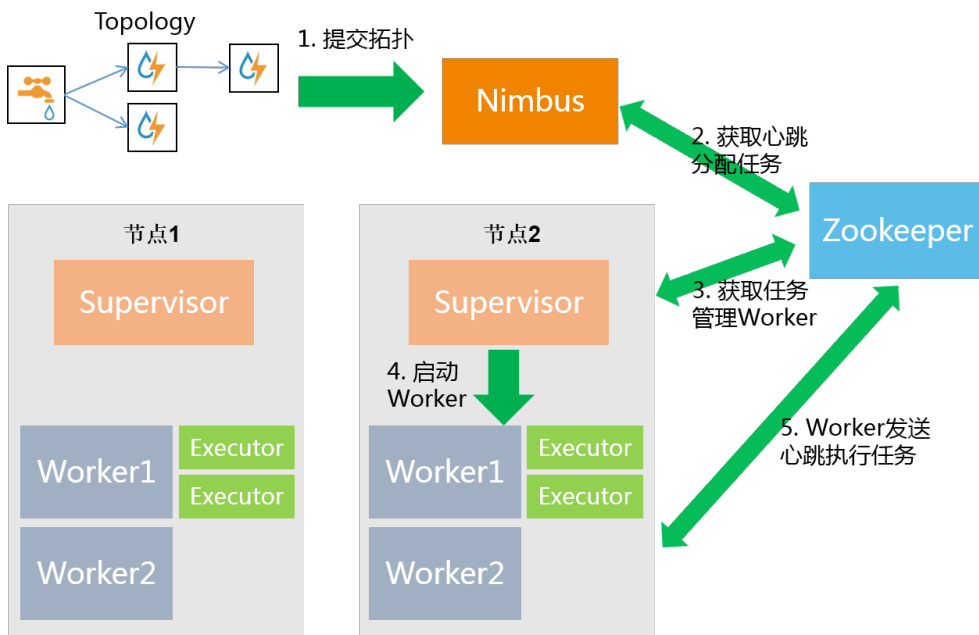 Topology
1. 提交拓扑
Nimbus
2. 获取心跳
分配任务
Zookeeper
节点1
Supervisor
Worker1
Executor
Executor
Worker2
节点2
Supervisor
3. 获取任务
管理Worker
4. 启动
Worker
Worker1
Executor
Executor
Worker2
5. Worker发送
心跳执行任务